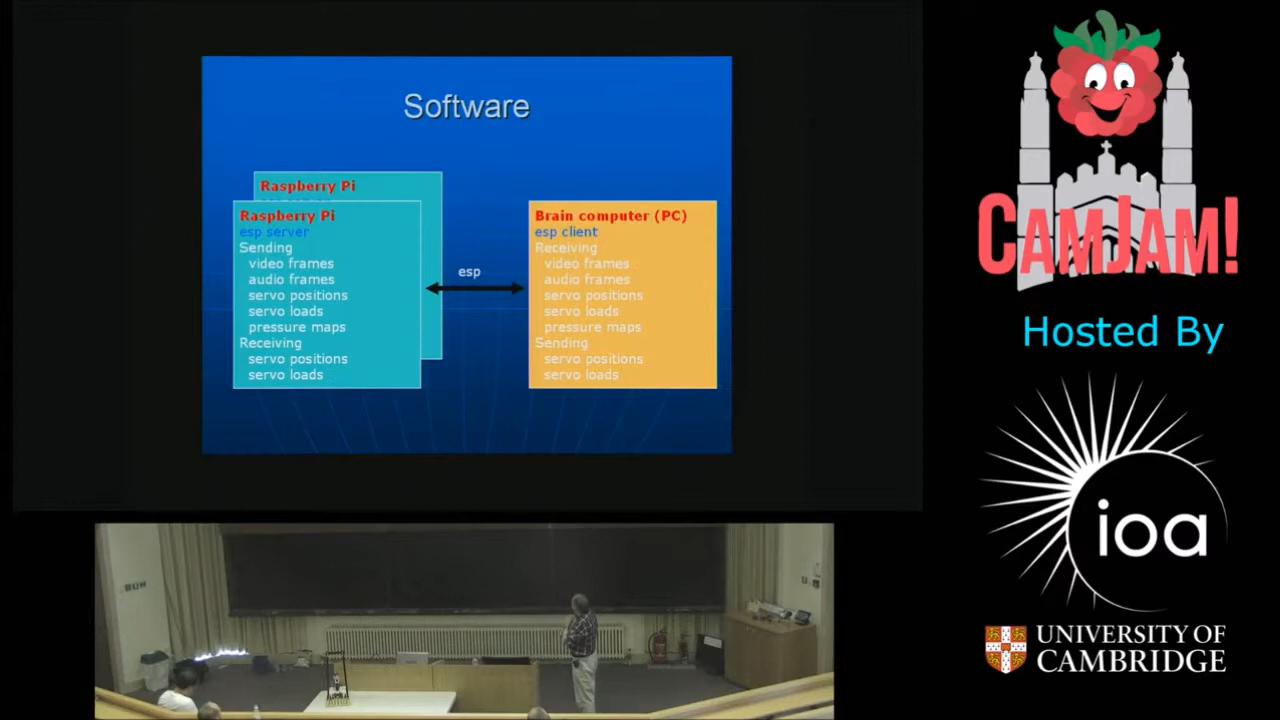 Software
Raspberry Pi
Raspberry Pi
esp server
Sending
video frames
audio frames
servo positions
servo loads
pressure maps
Receiving
servo positions
servo loads
esp
Brain computer (PC)
esp client
Receiving
video frames
audio frames
servo positions
servo loads
pressure maps
Sending
servo positions
servo loads
CAMJAM!
Hosted By
ioa
UNIVERSITY OF
CAMBRIDGE